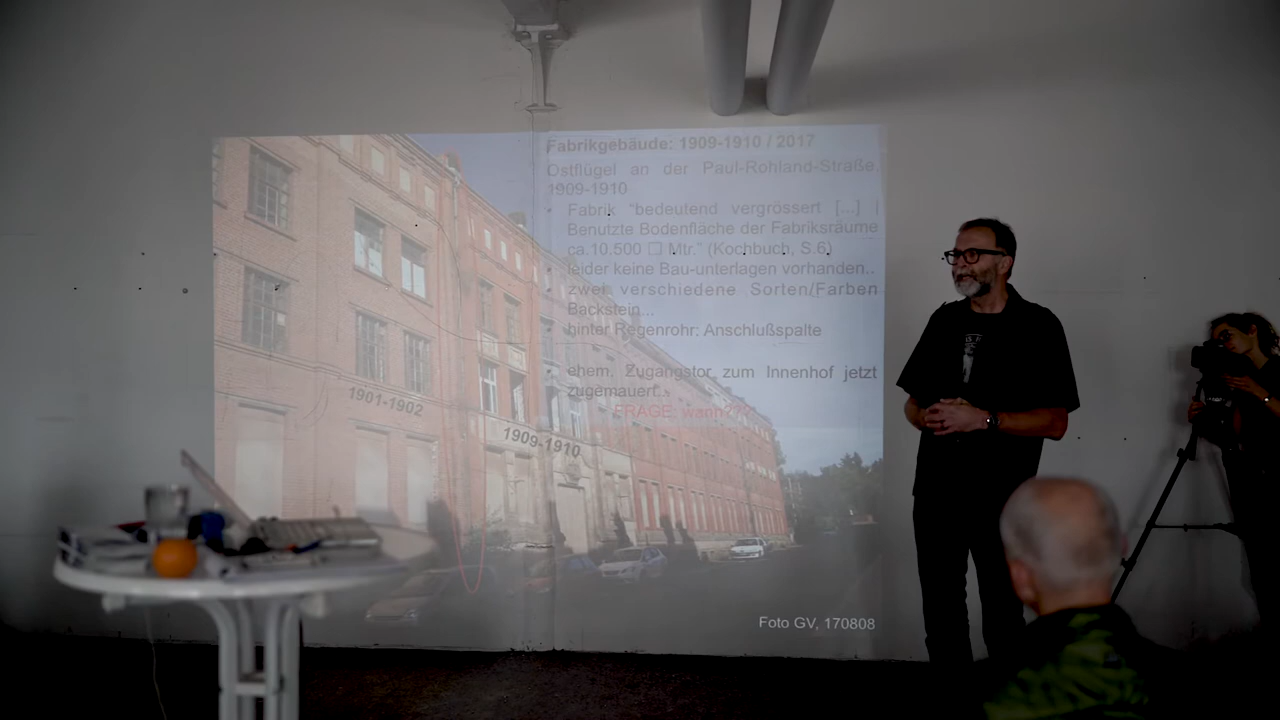 Fabrikgebäude: 1909-1910 / 2017
Ostflügel an der Paul-Rohland-Straße,
1909-1910
Fabrik "bedeutend vergrössert [...] |
Benutzte Bodenfläche der Fabriksräume
ca.10.500 ❑ Mtr." (Kochbuch, S.6)
leider keine Bau-unterlagen vorhanden..
zwei verschiedene Sorten/Farben
Backstein...
hinter Regenrohr: Anschlußspalte
ehem. Zugangstor zum Innenhof jetzt
zugemauert..
FRAGE: wann???
1901-1902
1909-1910
Foto GV, 170808